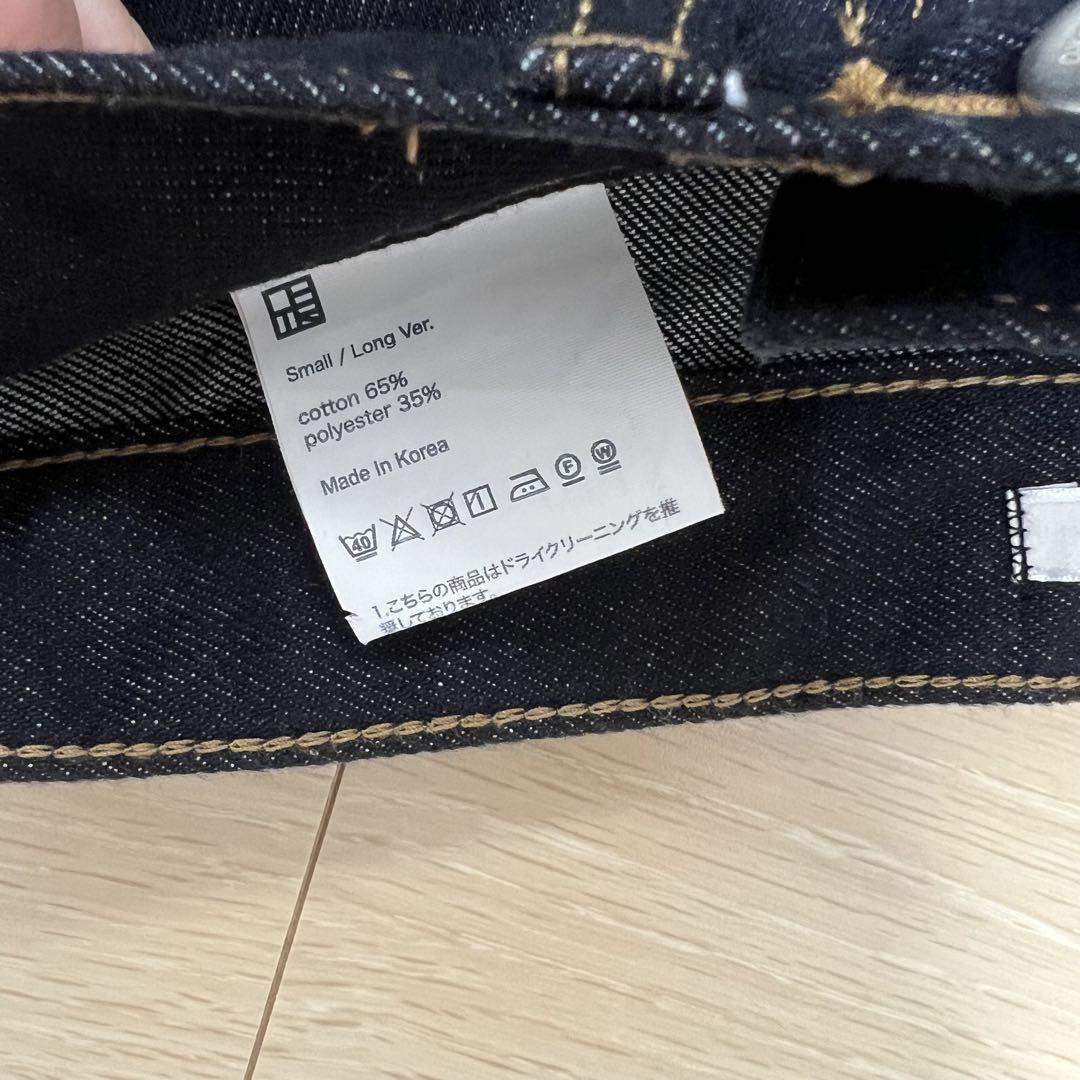 Small / Long Ver.
cotton 65%
polyester 35%
Made In Korea
40 F W
1.こちらの商品はドライクリーニングを推
奨しております。